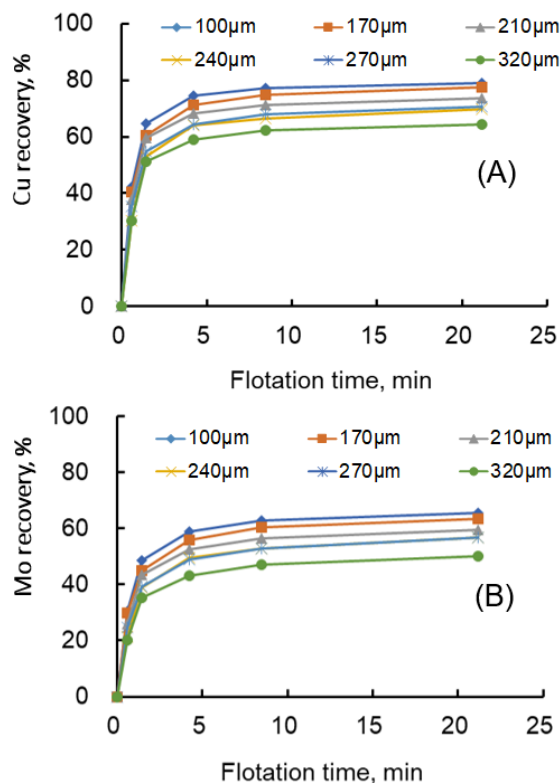 100
100µm 170µm 210µm
80
240µm 270µm 320µm
60
40
20
0
Cu recovery, %
(A)
0 5 10 15 20 25
Flotation time, min
100
100µm 170µm 210µm
80
240µm 270µm 320µm
60
40
20
0
Mo recovery, %
(B)
0 5 10 15 20 25
Flotation time, min